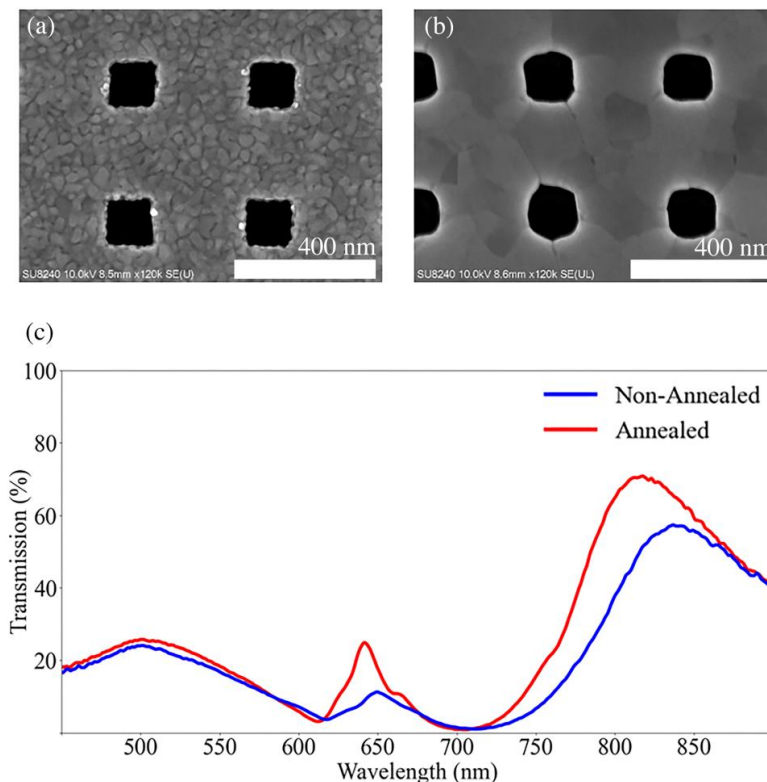 (a)
400 nm
SU8240 10.0kV 8.5mm x120k SE(U)
(b)
400 nm
SU8240 10.0kV 8.6mm x120k SE(UL)
(c)
100
80
60
40
20
Transmission (%)
Non-Annealed
Annealed
500
550
600
650
700
750
800
850
Wavelength (nm)